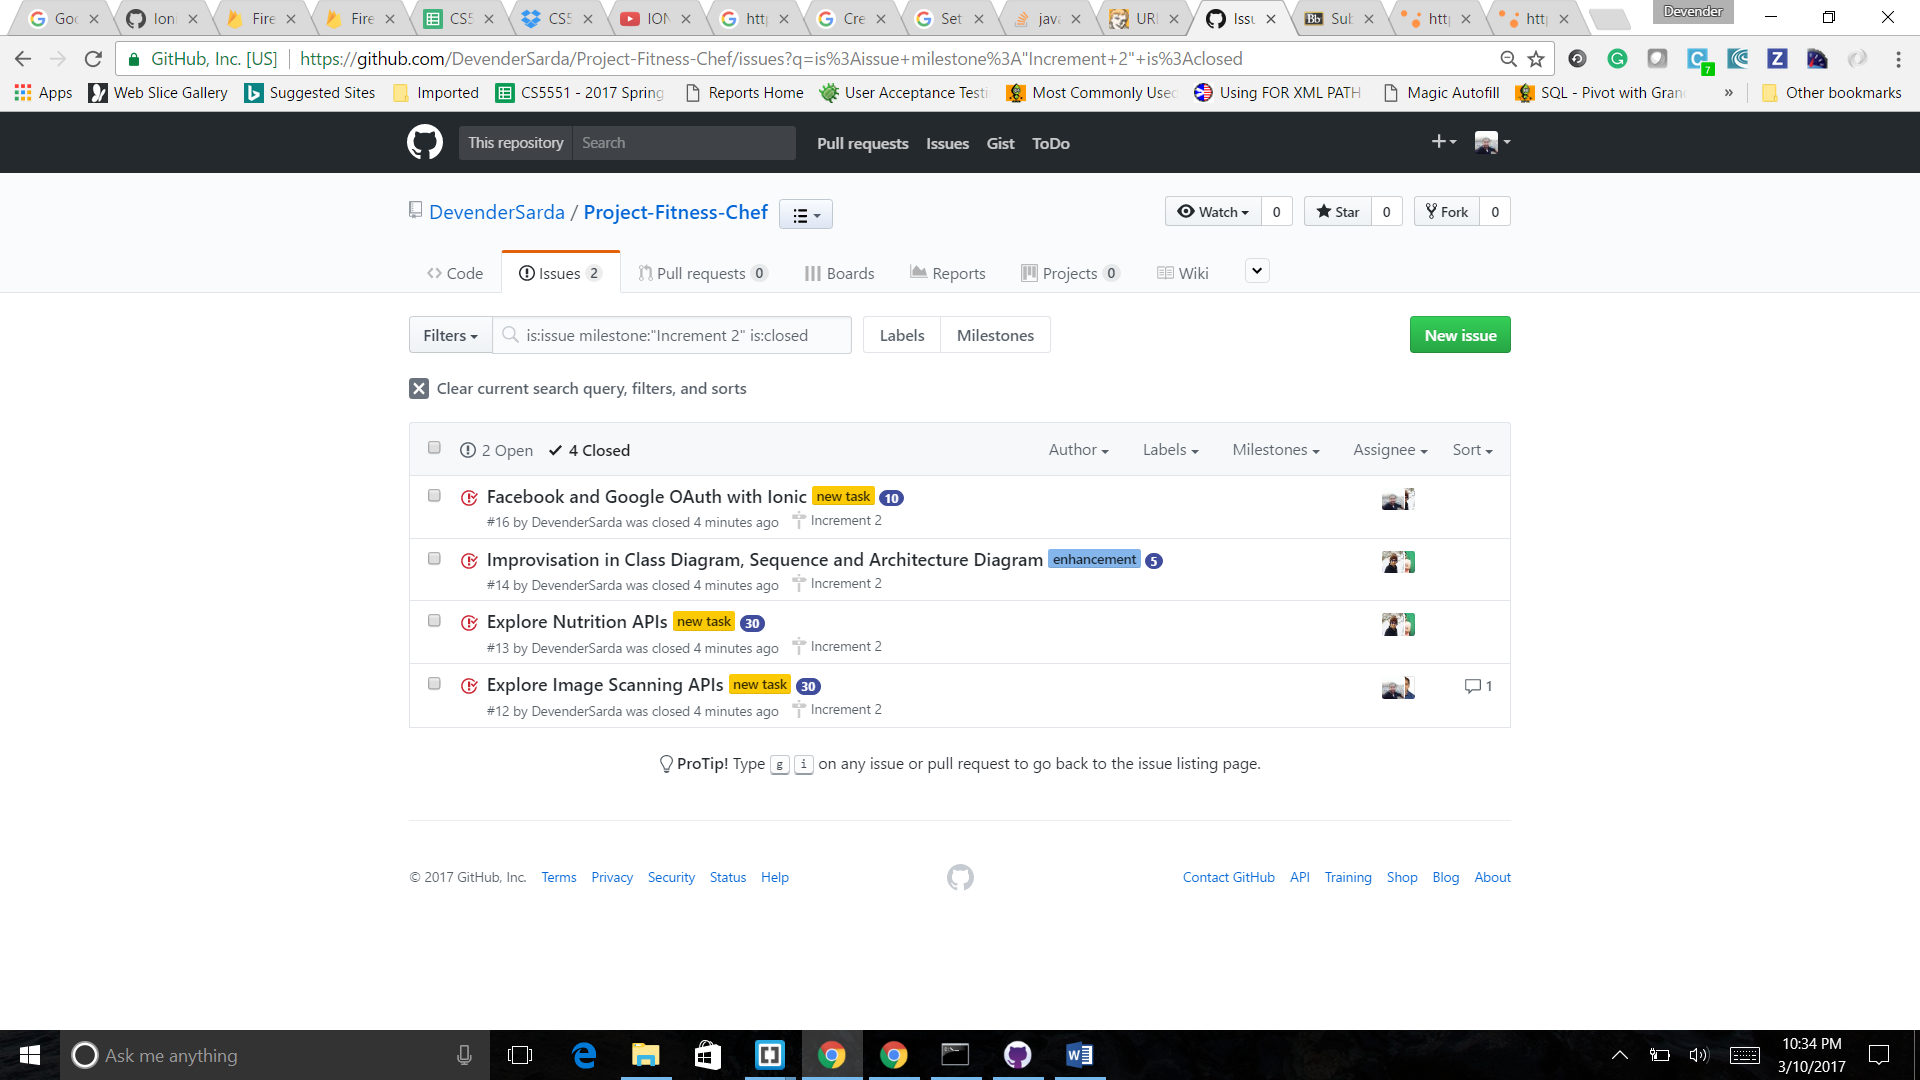 Goo
Ioni
Fire
Fire
CS5
CS5
ION
http
Cre
Set
java
URI
Issu
Sub
http
http
Devender
GitHub, Inc. [US] https://github.com/DevenderSarda/Project-Fitness-Chef/issues?q=is%3Aissue+milestone%3A"Increment+2"+is%3Aclosed
7
Apps Web Slice Gallery Suggested Sites Imported CS5551 - 2017 Spring Reports Home User Acceptance Testi Most Commonly Used Using FOR XML PATH Magic Autofill SQL - Pivot with Gran » Other bookmarks
This repository Search Pull requests Issues Gist ToDo
DevenderSarda / Project-Fitness-Chef
Watch 0 Star 0 Fork 0
Code Issues 2 Pull requests 0 Boards Reports Projects 0 Wiki
Filters is:issue milestone:"Increment 2" is:closed Labels Milestones New issue
Clear current search query, filters, and sorts
2 Open 4 Closed Author Labels Milestones Assignee Sort
Facebook and Google OAuth with Ionic new task 10
#16 by DevenderSarda was closed 4 minutes ago Increment 2
Improvisation in Class Diagram, Sequence and Architecture Diagram enhancement 5
#14 by DevenderSarda was closed 4 minutes ago Increment 2
Explore Nutrition APIs new task 30
#13 by DevenderSarda was closed 4 minutes ago Increment 2
Explore Image Scanning APIs new task 30 1
#12 by DevenderSarda was closed 4 minutes ago Increment 2
ProTip! Type g i on any issue or pull request to go back to the issue listing page.
© 2017 GitHub, Inc. Terms Privacy Security Status Help Contact GitHub API Training Shop Blog About
Ask me anything
10:34 PM
3/10/2017